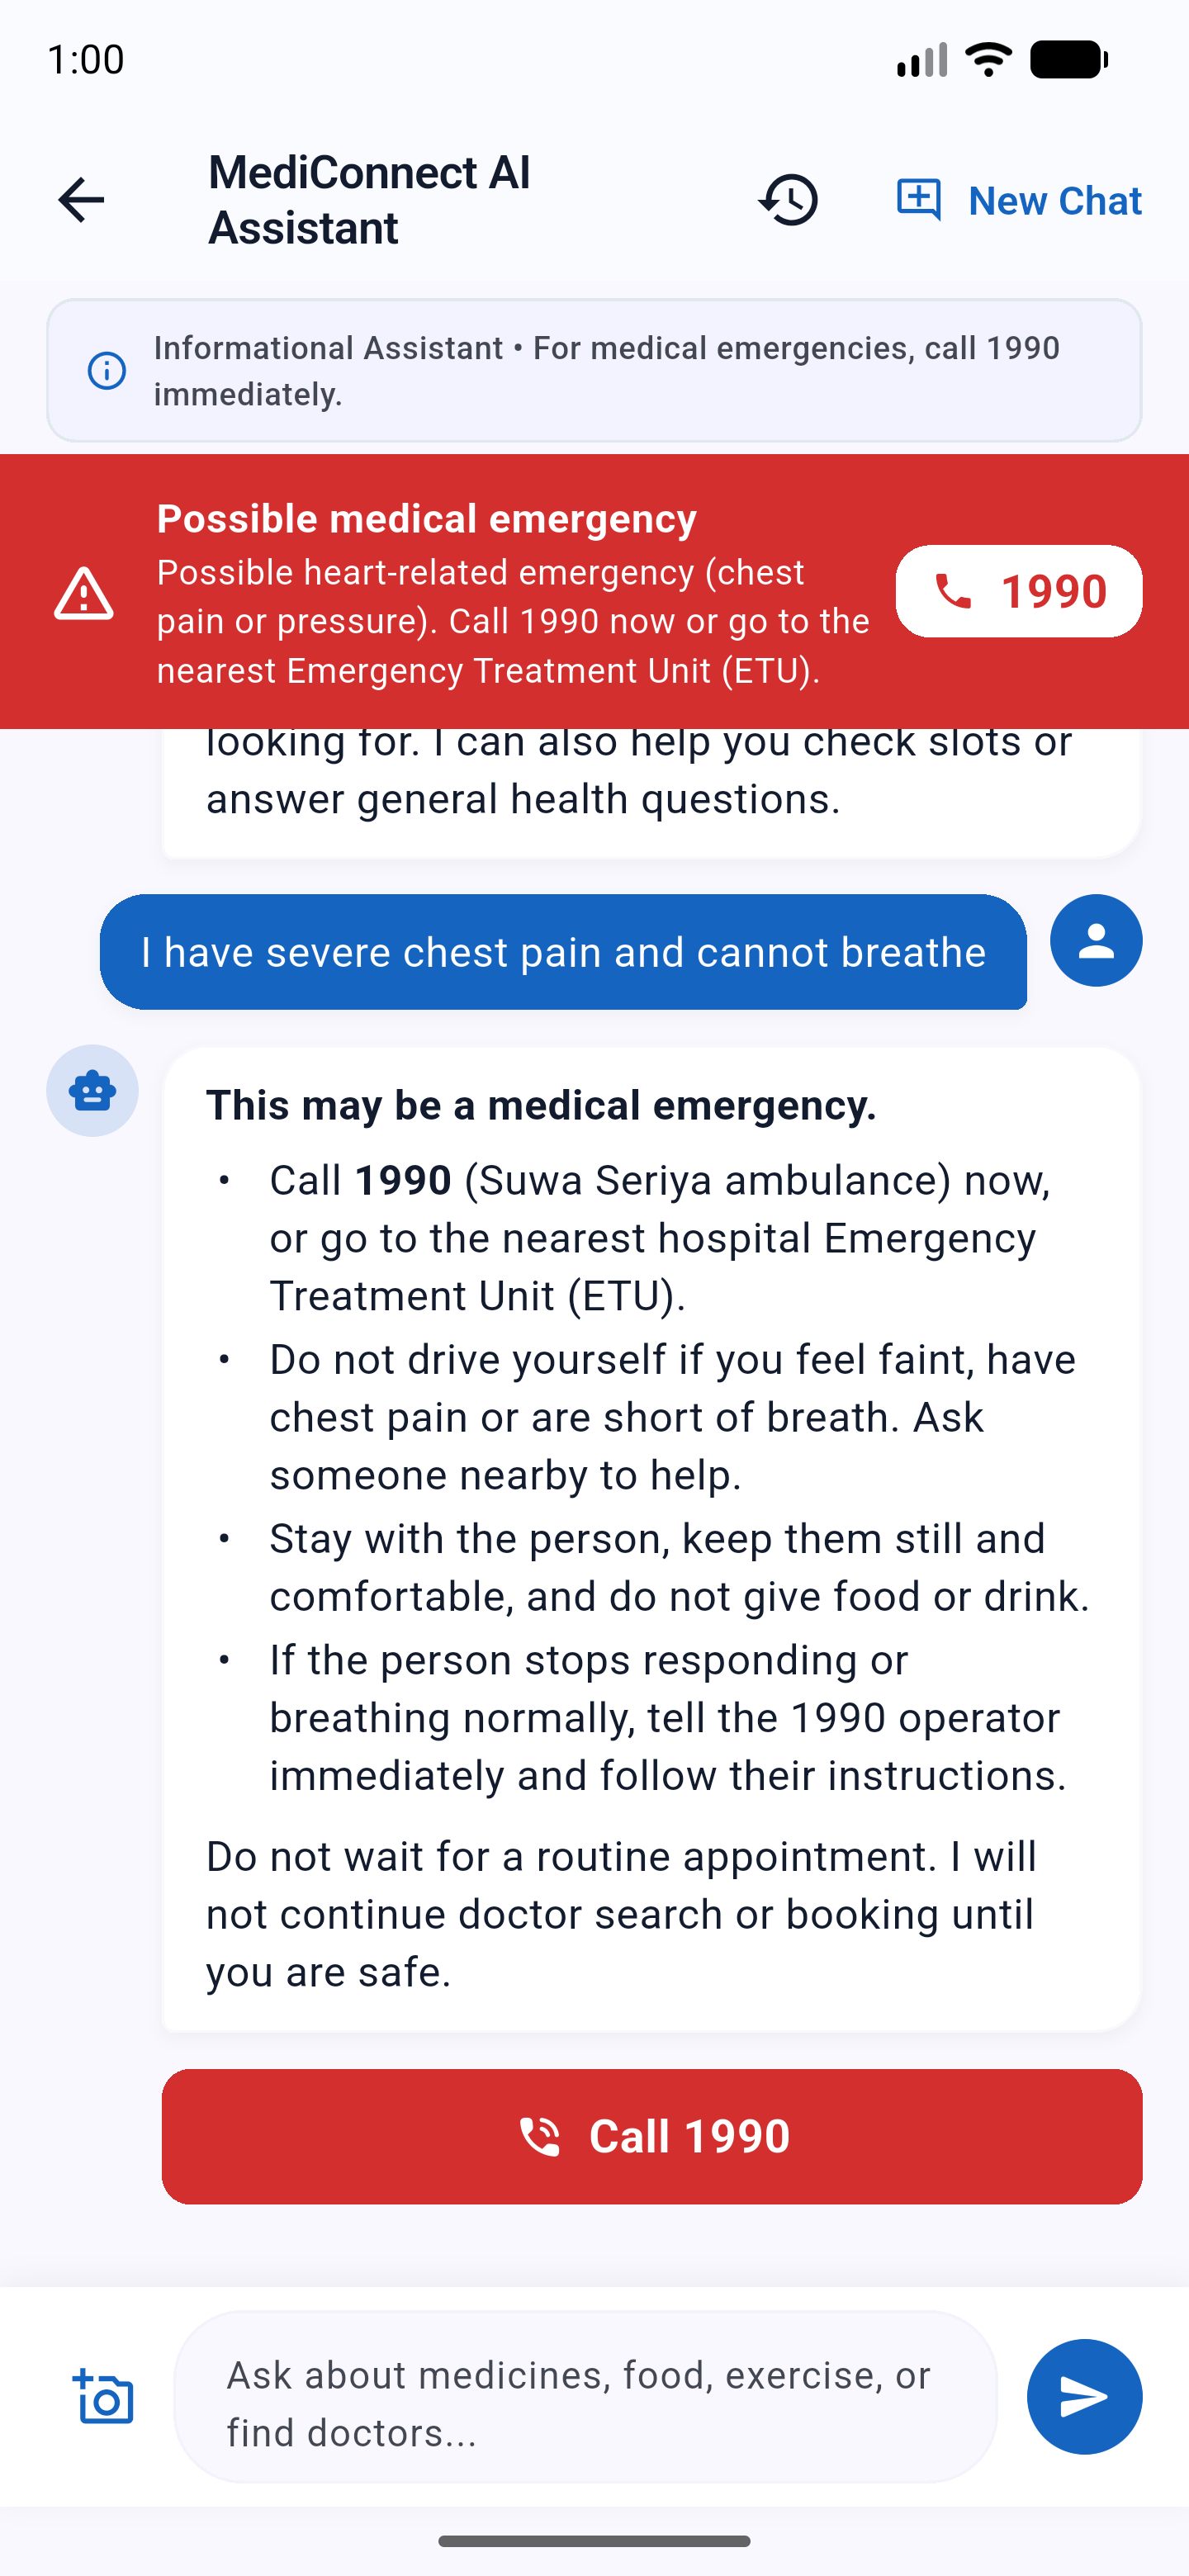 1:00
MediConnect AI
Assistant
New Chat
Informational Assistant • For medical emergencies, call 1990
immediately.
Possible medical emergency
Possible heart-related emergency (chest
pain or pressure). Call 1990 now or go to the
nearest Emergency Treatment Unit (ETU).
1990
looking for. I can also help you check slots or
answer general health questions.
I have severe chest pain and cannot breathe
This may be a medical emergency.
• Call 1990 (Suwa Seriya ambulance) now,
or go to the nearest hospital Emergency
Treatment Unit (ETU).
• Do not drive yourself if you feel faint, have
chest pain or are short of breath. Ask
someone nearby to help.
• Stay with the person, keep them still and
comfortable, and do not give food or drink.
• If the person stops responding or
breathing normally, tell the 1990 operator
immediately and follow their instructions.
Do not wait for a routine appointment. I will
not continue doctor search or booking until
you are safe.
Call 1990
Ask about medicines, food, exercise, or
find doctors...